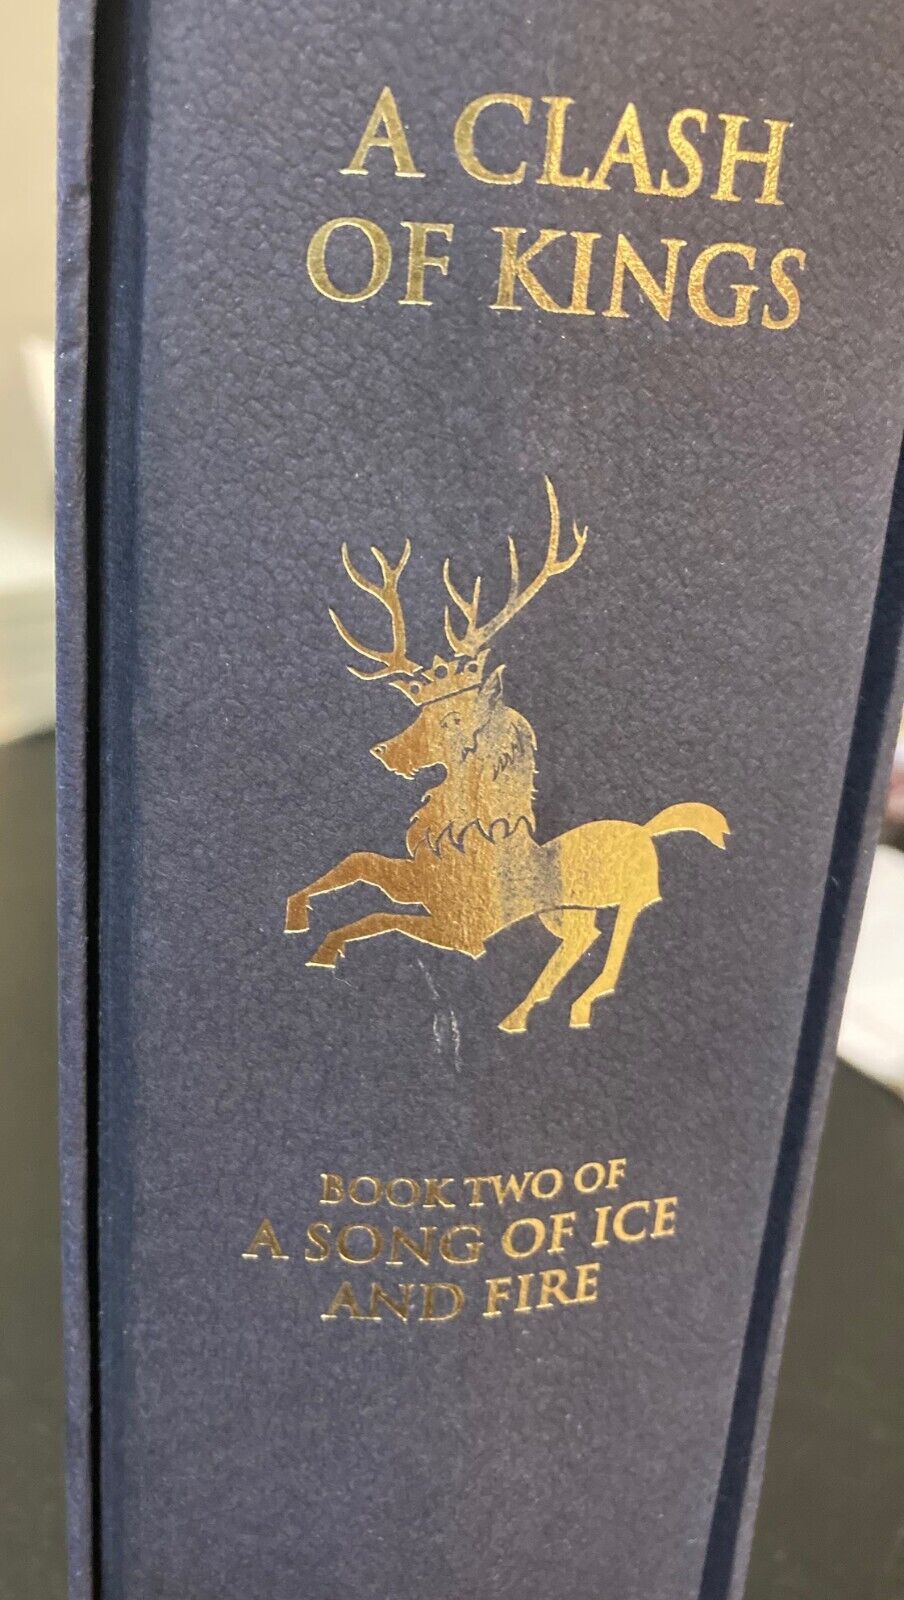 A CLASH
OF KINGS
BOOK TWO OF
A SONG OF ICE
AND FIRE